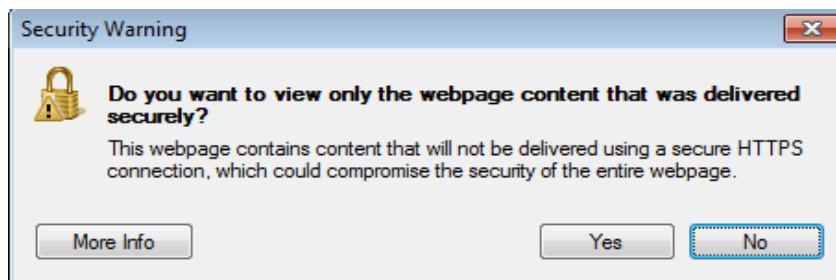 Security Warning
Do you want to view only the webpage content that was delivered
securely?
This webpage contains content that will not be delivered using a secure HTTPS
connection, which could compromise the security of the entire webpage.
More Info
Yes
No